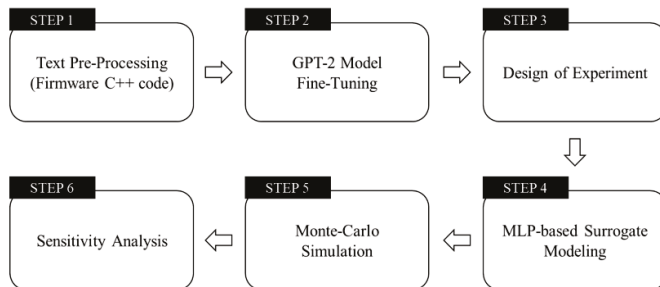 STEP 1
Text Pre-Processing
(Firmware C++ code)
STEP 2
GPT-2 Model
Fine-Tuning
STEP 3
Design of Experiment
STEP 4
MLP-based Surrogate
Modeling
STEP 5
Monte-Carlo
Simulation
STEP 6
Sensitivity Analysis